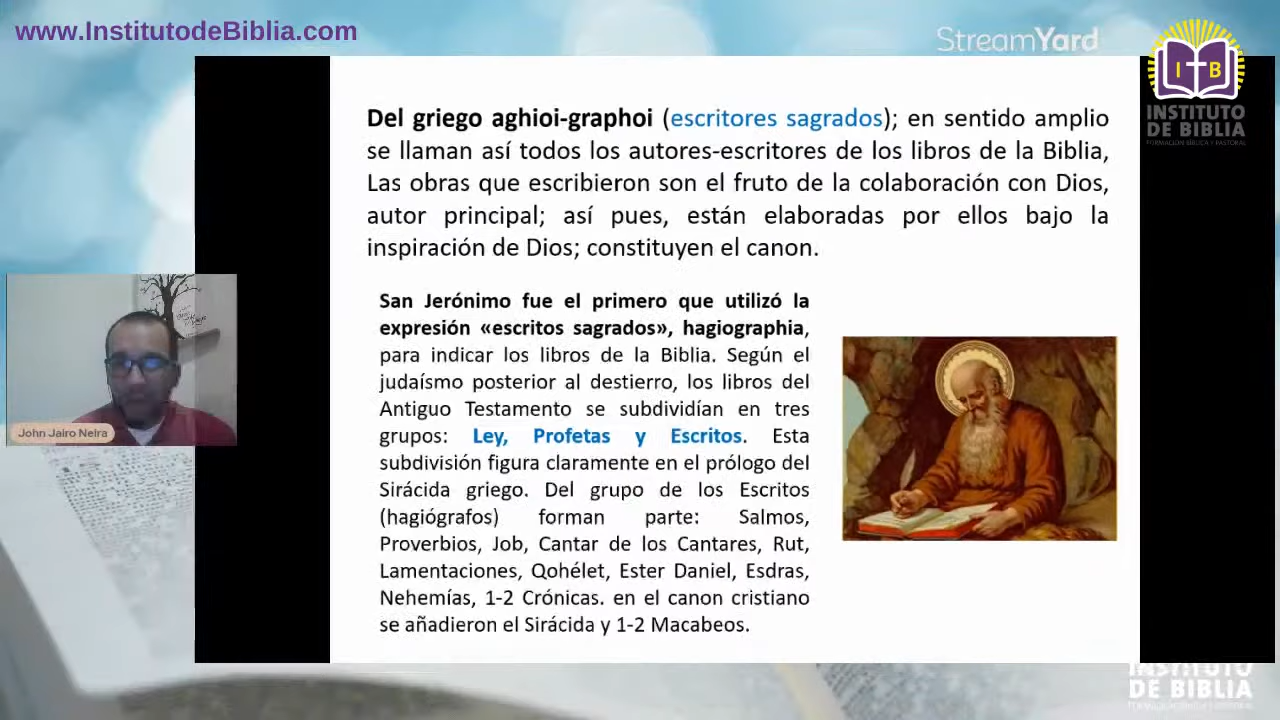 www.InstitutodeBiblia.com
StreamYard
I B
INSTITUTO
DE BIBLIA
FORMACIÓN BÍBLICA Y PASTORAL
Del griego aghioi-graphoi (escritores sagrados); en sentido amplio
se llaman así todos los autores-escritores de los libros de la Biblia,
Las obras que escribieron son el fruto de la colaboración con Dios,
autor principal; así pues, están elaboradas por ellos bajo la
inspiración de Dios; constituyen el canon.
San Jerónimo fue el primero que utilizó la
expresión «escritos sagrados», hagiographia,
para indicar los libros de la Biblia. Según el
judaísmo posterior al destierro, los libros del
Antiguo Testamento se subdividían en tres
grupos: Ley, Profetas y Escritos. Esta
subdivisión figura claramente en el prólogo del
Sirácida griego. Del grupo de los Escritos
(hagiógrafos) forman parte: Salmos,
Proverbios, Job, Cantar de los Cantares, Rut,
Lamentaciones, Qohélet, Ester Daniel, Esdras,
Nehemías, 1-2 Crónicas. en el canon cristiano
se añadieron el Sirácida y 1-2 Macabeos.
John Jairo Neira
INSTITUTO
DE BIBLIA